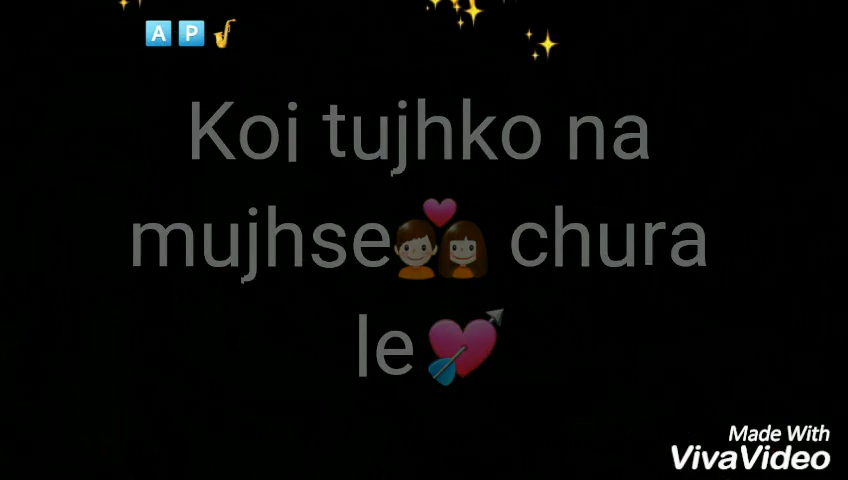 🅰️🅿️🎷
Koi tujhko na
mujhse💑 chura
le💘
Made With
VivaVideo